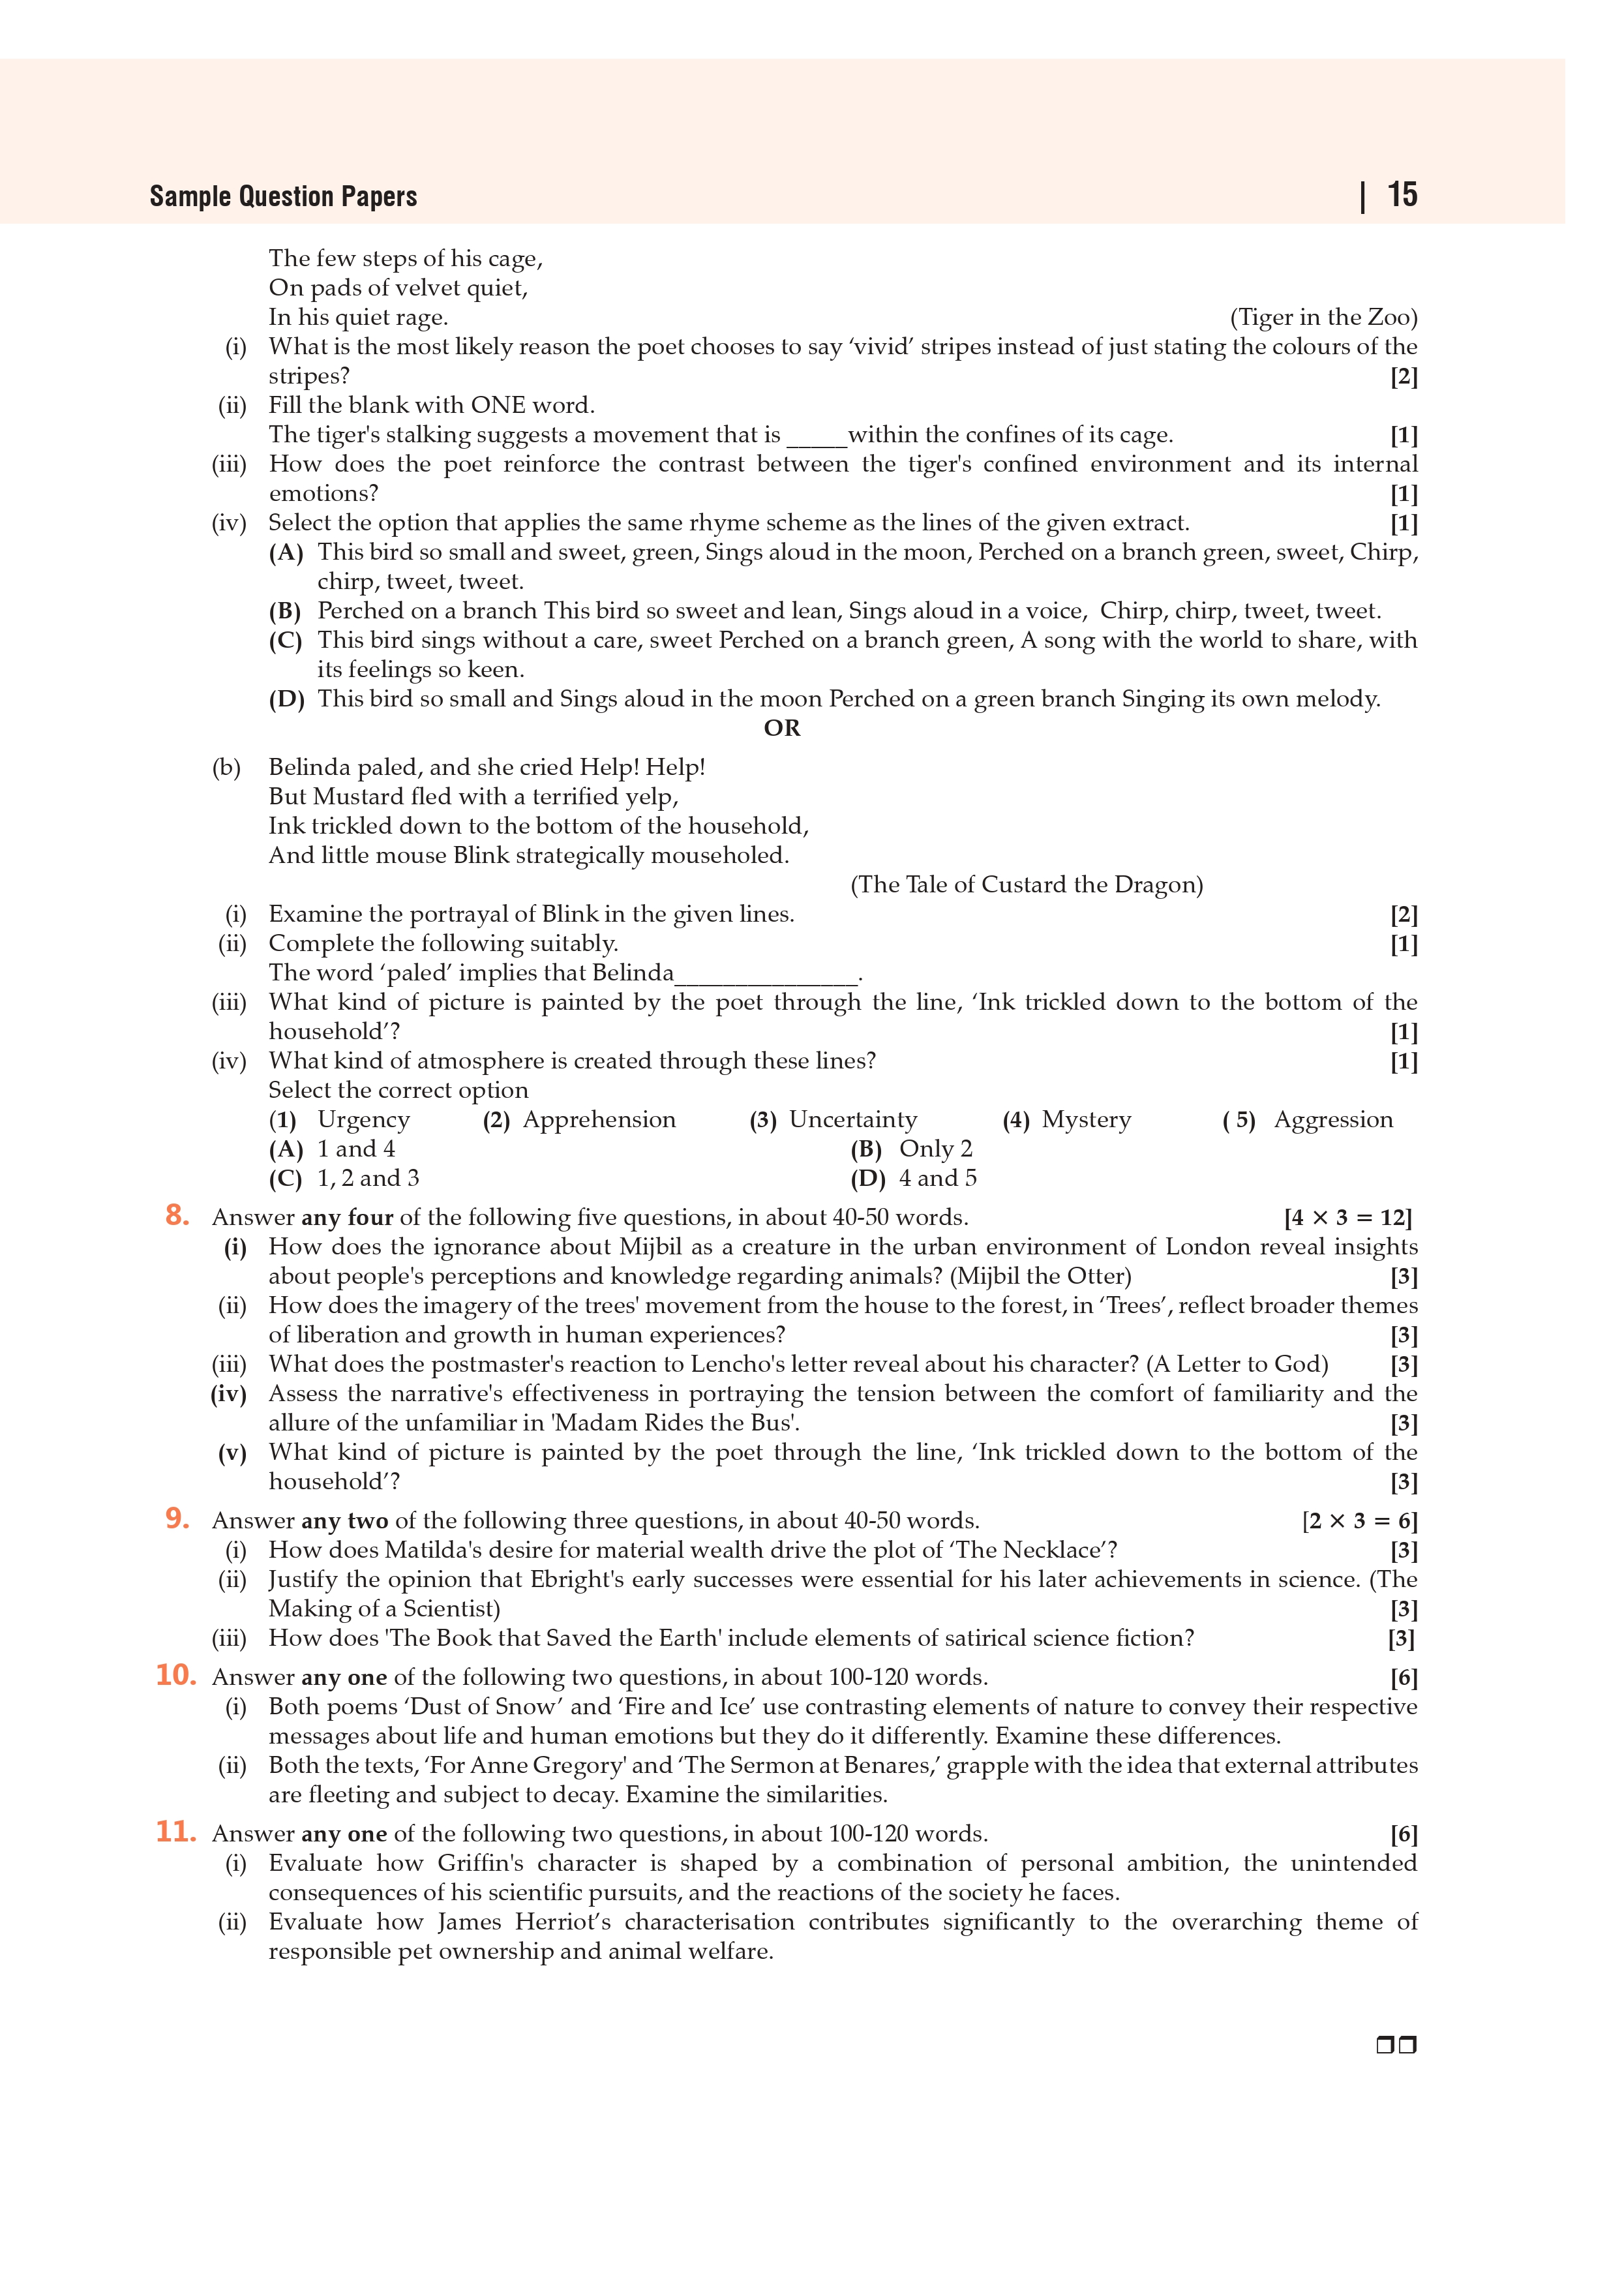 Sample Question Papers | 15
The few steps of his cage,
On pads of velvet quiet,
In his quiet rage. (Tiger in the Zoo)
(i) What is the most likely reason the poet chooses to say ‘vivid’ stripes instead of just stating the colours of the
stripes? [2]
(ii) Fill the blank with ONE word.
The tiger's stalking suggests a movement that is _____within the confines of its cage. [1]
(iii) How does the poet reinforce the contrast between the tiger's confined environment and its internal
emotions? [1]
(iv) Select the option that applies the same rhyme scheme as the lines of the given extract. [1]
(A) This bird so small and sweet, green, Sings aloud in the moon, Perched on a branch green, sweet, Chirp,
chirp, tweet, tweet.
(B) Perched on a branch This bird so sweet and lean, Sings aloud in a voice, Chirp, chirp, tweet, tweet.
(C) This bird sings without a care, sweet Perched on a branch green, A song with the world to share, with
its feelings so keen.
(D) This bird so small and Sings aloud in the moon Perched on a green branch Singing its own melody.
OR
(b) Belinda paled, and she cried Help! Help!
But Mustard fled with a terrified yelp,
Ink trickled down to the bottom of the household,
And little mouse Blink strategically mouseholed.
(The Tale of Custard the Dragon)
(i) Examine the portrayal of Blink in the given lines. [2]
(ii) Complete the following suitably. [1]
The word ‘paled’ implies that Belinda_______________.
(iii) What kind of picture is painted by the poet through the line, ‘Ink trickled down to the bottom of the
household’? [1]
(iv) What kind of atmosphere is created through these lines? [1]
Select the correct option
(1) Urgency (2) Apprehension (3) Uncertainty (4) Mystery ( 5) Aggression
(A) 1 and 4 (B) Only 2
(C) 1, 2 and 3 (D) 4 and 5
8. Answer any four of the following five questions, in about 40-50 words. [4 × 3 = 12]
(i) How does the ignorance about Mijbil as a creature in the urban environment of London reveal insights
about people's perceptions and knowledge regarding animals? (Mijbil the Otter) [3]
(ii) How does the imagery of the trees' movement from the house to the forest, in ‘Trees’, reflect broader themes
of liberation and growth in human experiences? [3]
(iii) What does the postmaster's reaction to Lencho's letter reveal about his character? (A Letter to God) [3]
(iv) Assess the narrative's effectiveness in portraying the tension between the comfort of familiarity and the
allure of the unfamiliar in 'Madam Rides the Bus'. [3]
(v) What kind of picture is painted by the poet through the line, ‘Ink trickled down to the bottom of the
household’? [3]
9. Answer any two of the following three questions, in about 40-50 words. [2 × 3 = 6]
(i) How does Matilda's desire for material wealth drive the plot of ‘The Necklace’? [3]
(ii) Justify the opinion that Ebright's early successes were essential for his later achievements in science. (The
Making of a Scientist) [3]
(iii) How does 'The Book that Saved the Earth' include elements of satirical science fiction? [3]
10. Answer any one of the following two questions, in about 100-120 words. [6]
(i) Both poems ‘Dust of Snow’ and ‘Fire and Ice’ use contrasting elements of nature to convey their respective
messages about life and human emotions but they do it differently. Examine these differences.
(ii) Both the texts, ‘For Anne Gregory' and ‘The Sermon at Benares,’ grapple with the idea that external attributes
are fleeting and subject to decay. Examine the similarities.
11. Answer any one of the following two questions, in about 100-120 words. [6]
(i) Evaluate how Griffin's character is shaped by a combination of personal ambition, the unintended
consequences of his scientific pursuits, and the reactions of the society he faces.
(ii) Evaluate how James Herriot’s characterisation contributes significantly to the overarching theme of
responsible pet ownership and animal welfare.